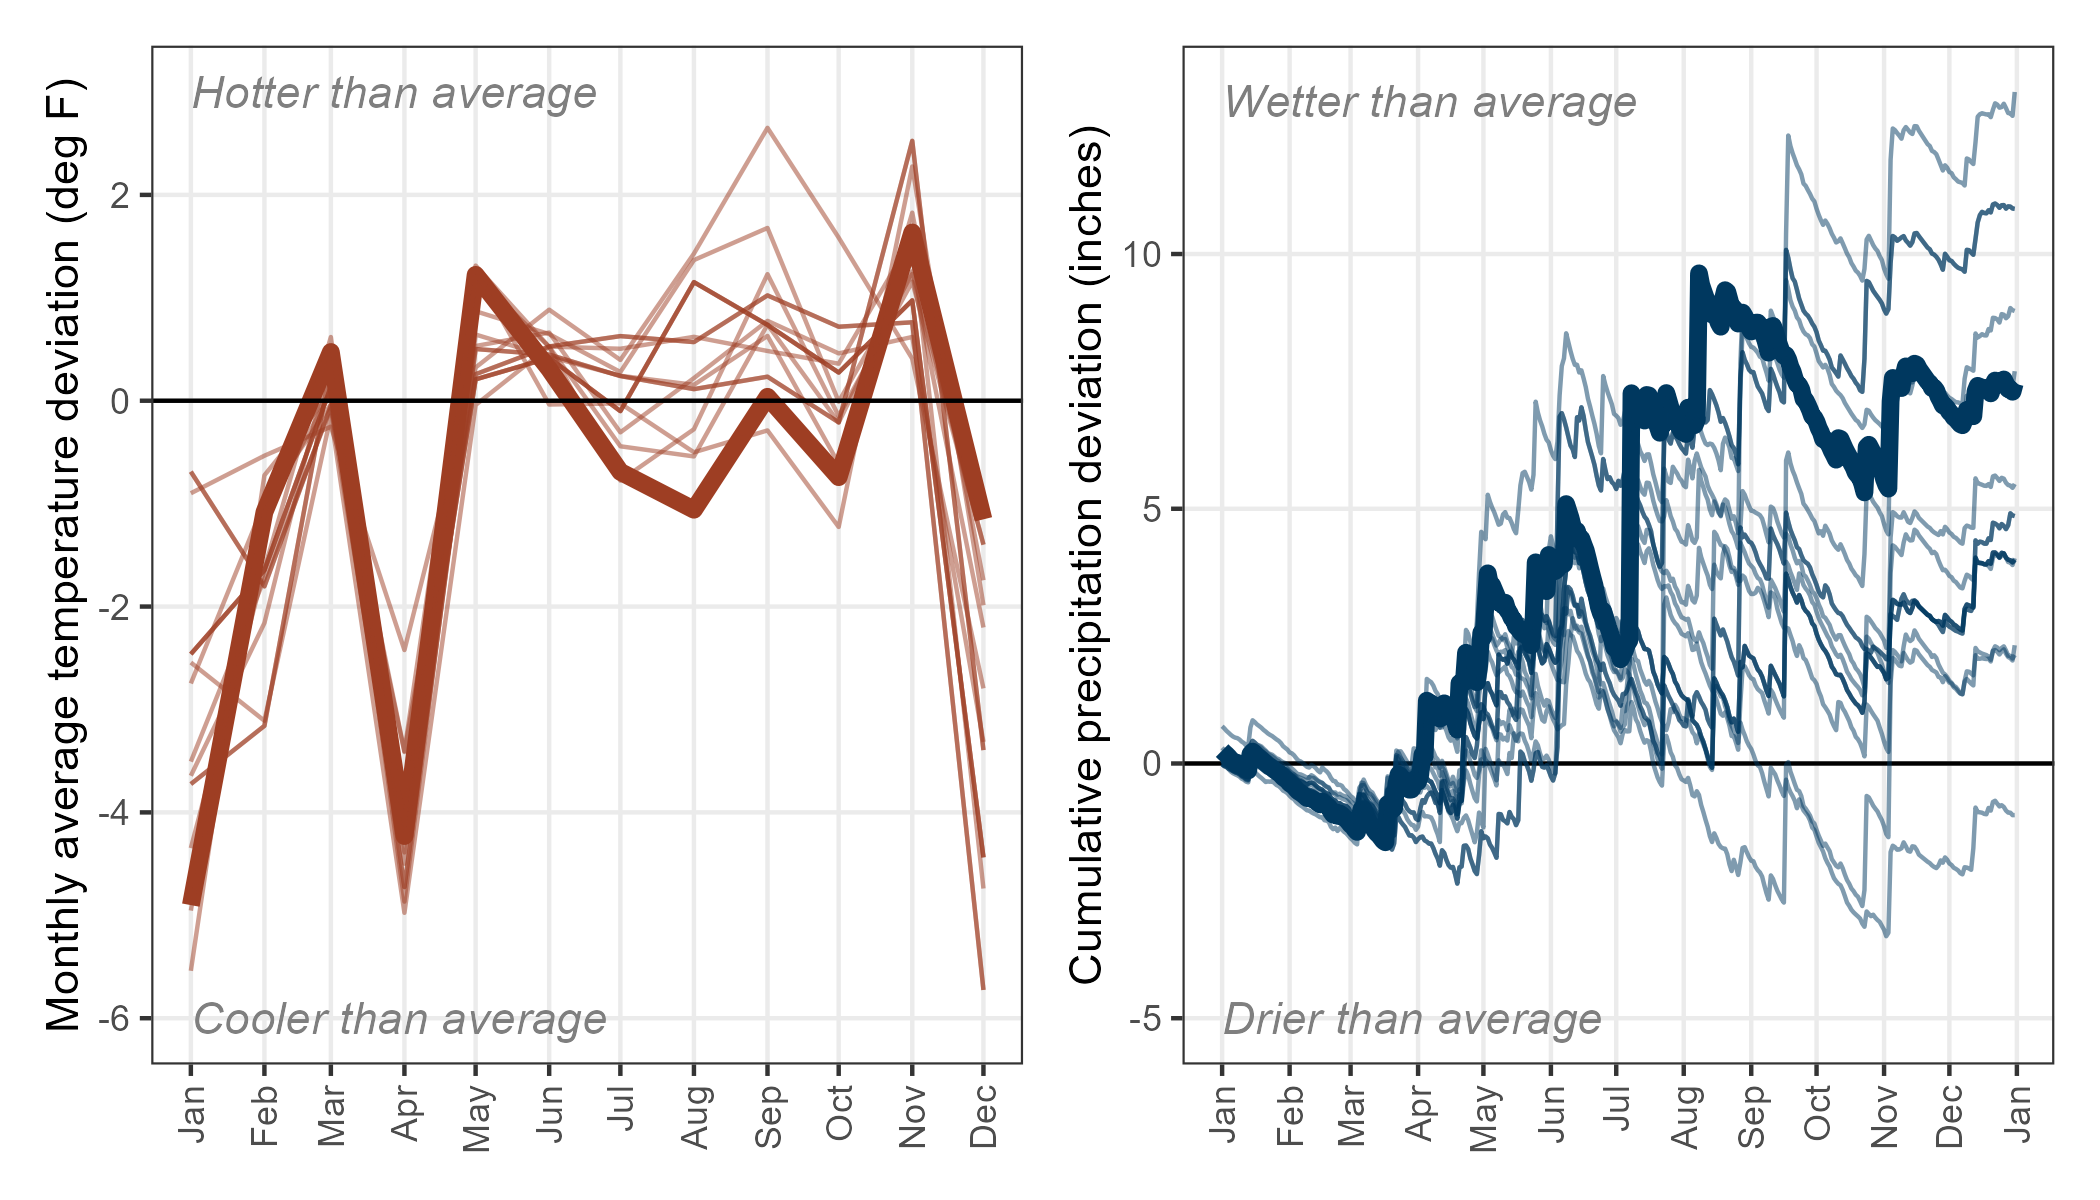 Monthly average temperature deviation (deg F)
Hotter than average
2
0
-2
-4
-6
Cooler than average
Jan
Feb
Mar
Apr
May
Jun
Jul
Aug
Sep
Oct
Nov
Dec
Cumulative precipitation deviation (inches)
Wetter than average
10
5
0
-5
Drier than average
Jan
Feb
Mar
Apr
May
Jun
Jul
Aug
Sep
Oct
Nov
Dec
Jan